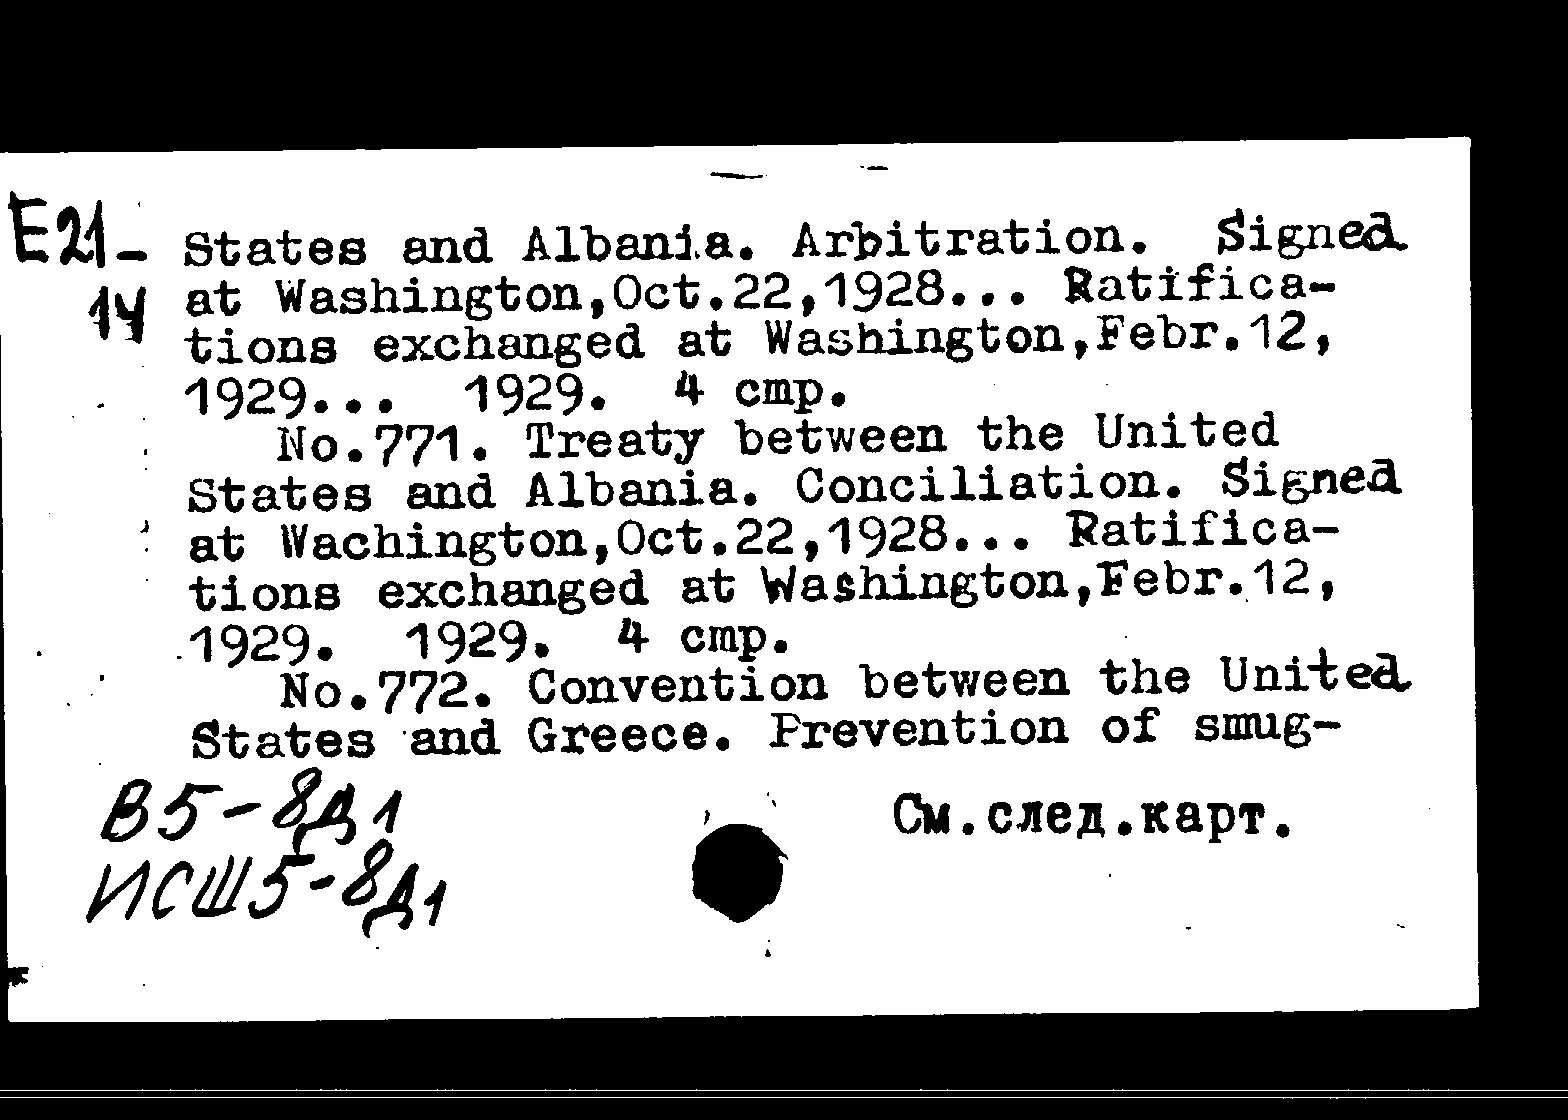 E21-
14
States and Albania. Arbitration. Signed
at Washington,Oct.22,1928... Ratifica-
tions exchanged at Washington,Febr.12,
1929... 1929. 4 cmp.
No.771. Treaty between the United
States and Albania. Conciliation. Signed
at Wachington,Oct.22,1928... Ratifica-
tions exchanged at Washington,Febr.12,
1929. 1929. 4 cmp.
No.772. Convention between the United
States and Greece. Prevention of smug-
В5-8Д1
См.след.карт.
ИСШ5-8Д1